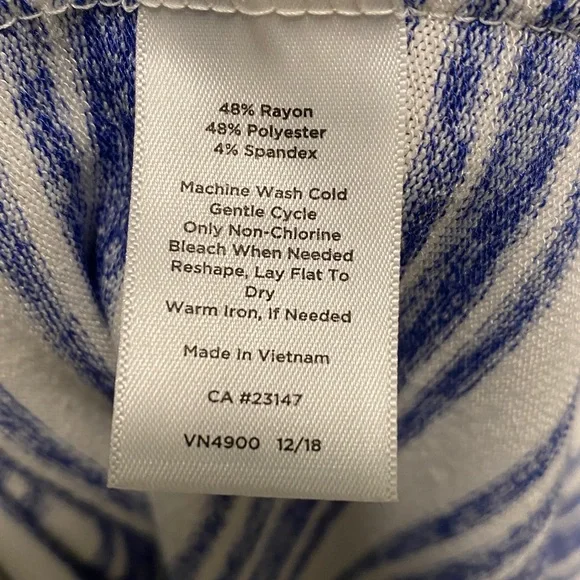 48% Rayon
48% Polyester
4% Spandex
Machine Wash Cold
Gentle Cycle
Only Non-Chlorine
Bleach When Needed
Reshape, Lay Flat To
Dry
Warm Iron, If Needed
Made In Vietnam
CA #23147
VN4900 12/18